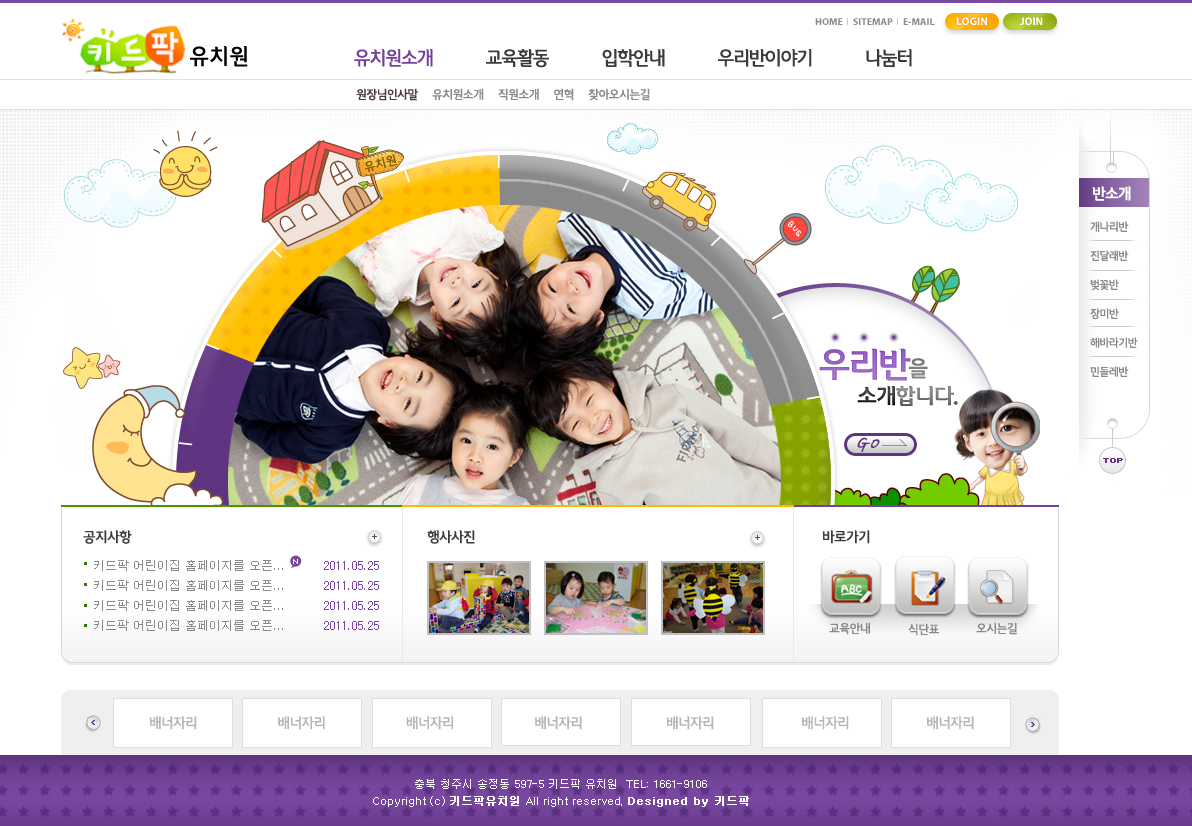 HOME | SITEMAP | E-MAIL LOGIN JOIN
키드팍 유치원
유치원소개 교육활동 입학안내 우리반이야기 나눔터
원장님인사말 유치원소개 직원소개 연혁 찾아오시는길
유치원
BUS
반소개
개나리반
진달래반
벚꽃반
장미반
해바라기반
민들레반
TOP
우리반을
소개합니다.
GO
공지사항
키드팍 어린이집 홈페이지를 오픈... N 2011.05.25
키드팍 어린이집 홈페이지를 오픈... 2011.05.25
키드팍 어린이집 홈페이지를 오픈... 2011.05.25
키드팍 어린이집 홈페이지를 오픈... 2011.05.25
행사사진
바로가기
ABC
교육안내 식단표 오시는길
배너자리 배너자리 배너자리 배너자리 배너자리 배너자리 배너자리
충북 청주시 송정동 597-5 키드팍 유치원 TEL: 1661-9106
Copyright(c) 키드팍유치원 All right reserved. Designed by 키드팍